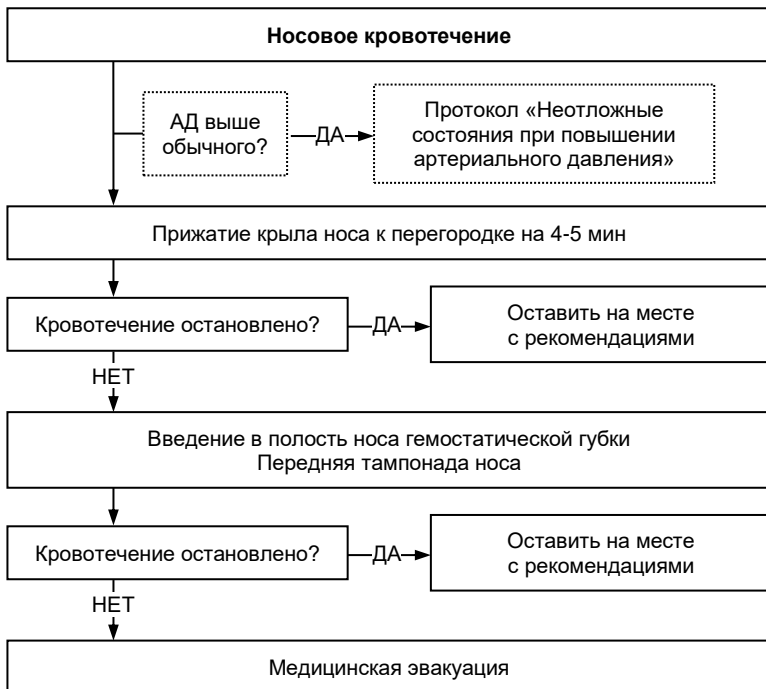 Носовое кровотечение
АД выше
обычного?
ДА
Протокол «Неотложные
состояния при повышении
артериального давления»
Прижатие крыла носа к перегородке на 4-5 мин
Кровотечение остановлено?
ДА
Оставить на месте
с рекомендациями
НЕТ
Введение в полость носа гемостатической губки
Передняя тампонада носа
Кровотечение остановлено?
ДА
Оставить на месте
с рекомендациями
НЕТ
Медицинская эвакуация